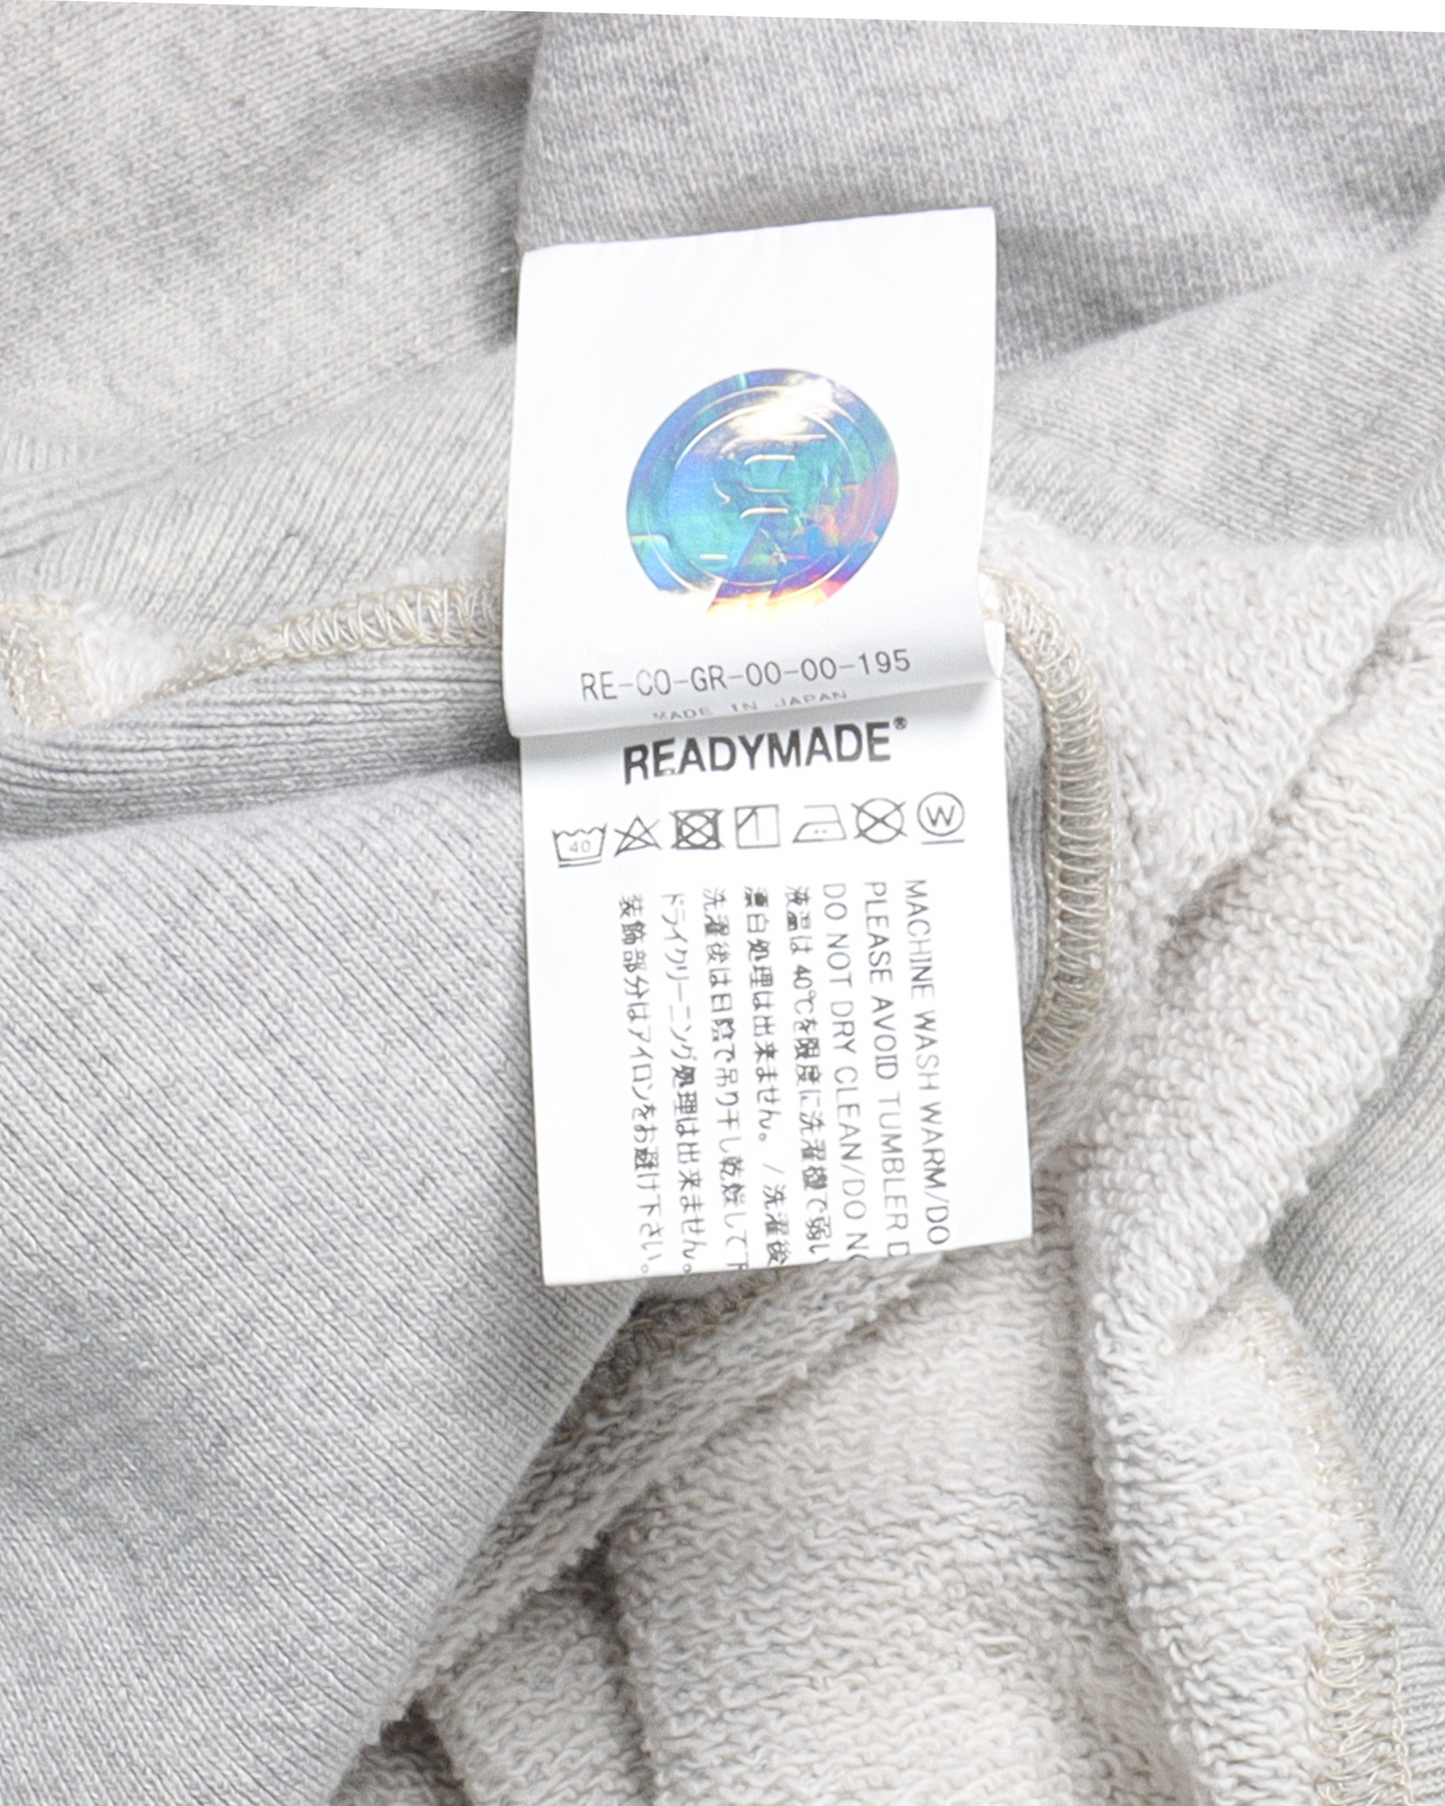 RE-CO-GR-00-00-195
MADE IN JAPAN
READYMADE®
40
W
MACHINE WASH WARM/DO
PLEASE AVOID TUMBLER D
DO NOT DRY CLEAN/DO NO
液温は 40℃を限度に洗濯機で弱い
漂白処理は出来ません。/ 洗濯後
洗濯後は日陰で吊り干し乾燥して下
ドライクリーニング処理は出来ません。
装飾部分はアイロンをお避け下さい。